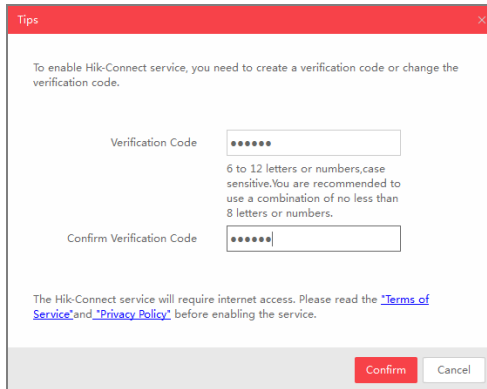 Tips
To enable Hik-Connect service, you need to create a verification code or change the
verification code.
Verification Code ●●●●●●
6 to 12 letters or numbers,case
sensitive.You are recommended to
use a combination of no less than
8 letters or numbers.
Confirm Verification Code ●●●●●●
The Hik-Connect service will require internet access. Please read the "Terms of
Service"and "Privacy Policy" before enabling the service.
Confirm Cancel